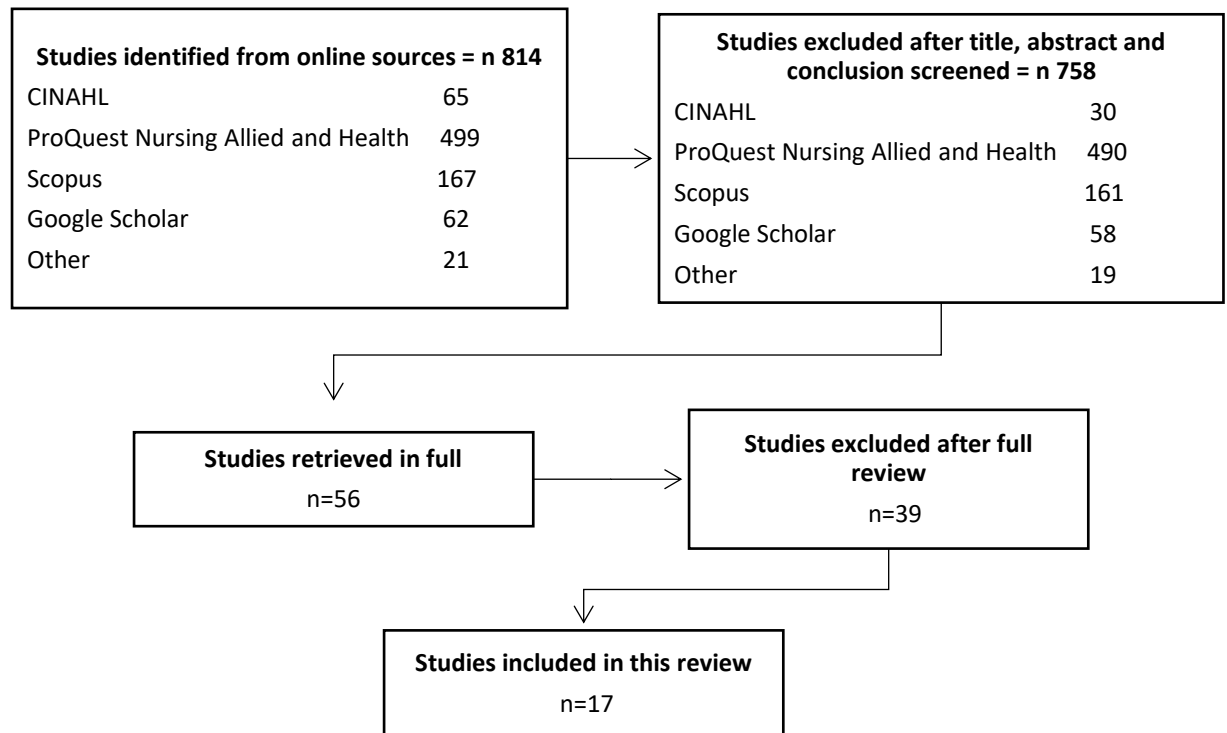 Studies identified from online sources = n 814
CINAHL 65
ProQuest Nursing Allied and Health 499
Scopus 167
Google Scholar 62
Other 21
Studies excluded after title, abstract and
conclusion screened = n 758
CINAHL 30
ProQuest Nursing Allied and Health 490
Scopus 161
Google Scholar 58
Other 19
Studies retrieved in full
n=56
Studies excluded after full
review
n=39
Studies included in this review
n=17